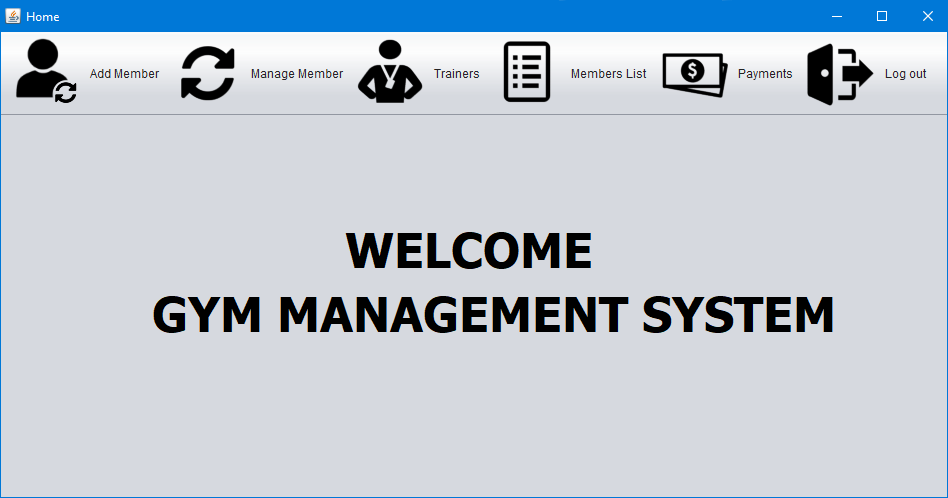 Home
Add Member
Manage Member
Trainers
Members List
$
Payments
Log out
WELCOME
GYM MANAGEMENT SYSTEM